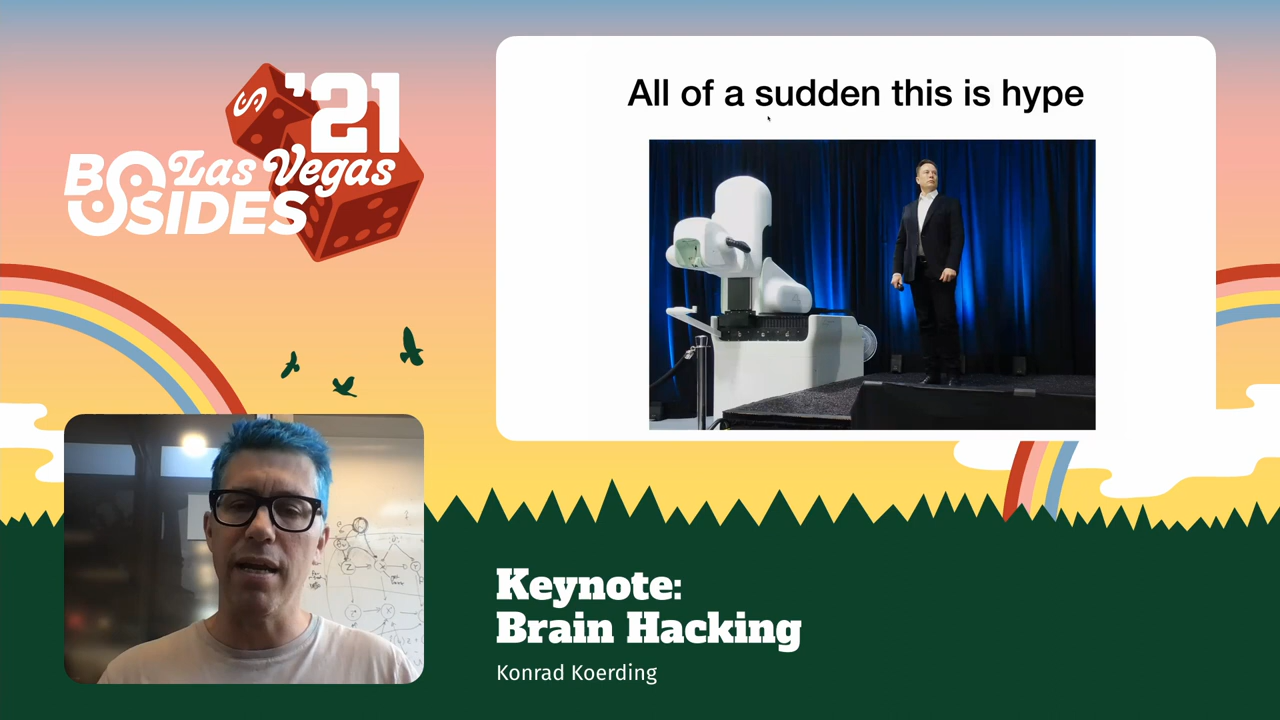 '21
BSIDES
Las Vegas
All of a sudden this is hype
Keynote:
Brain Hacking
Konrad Koerding